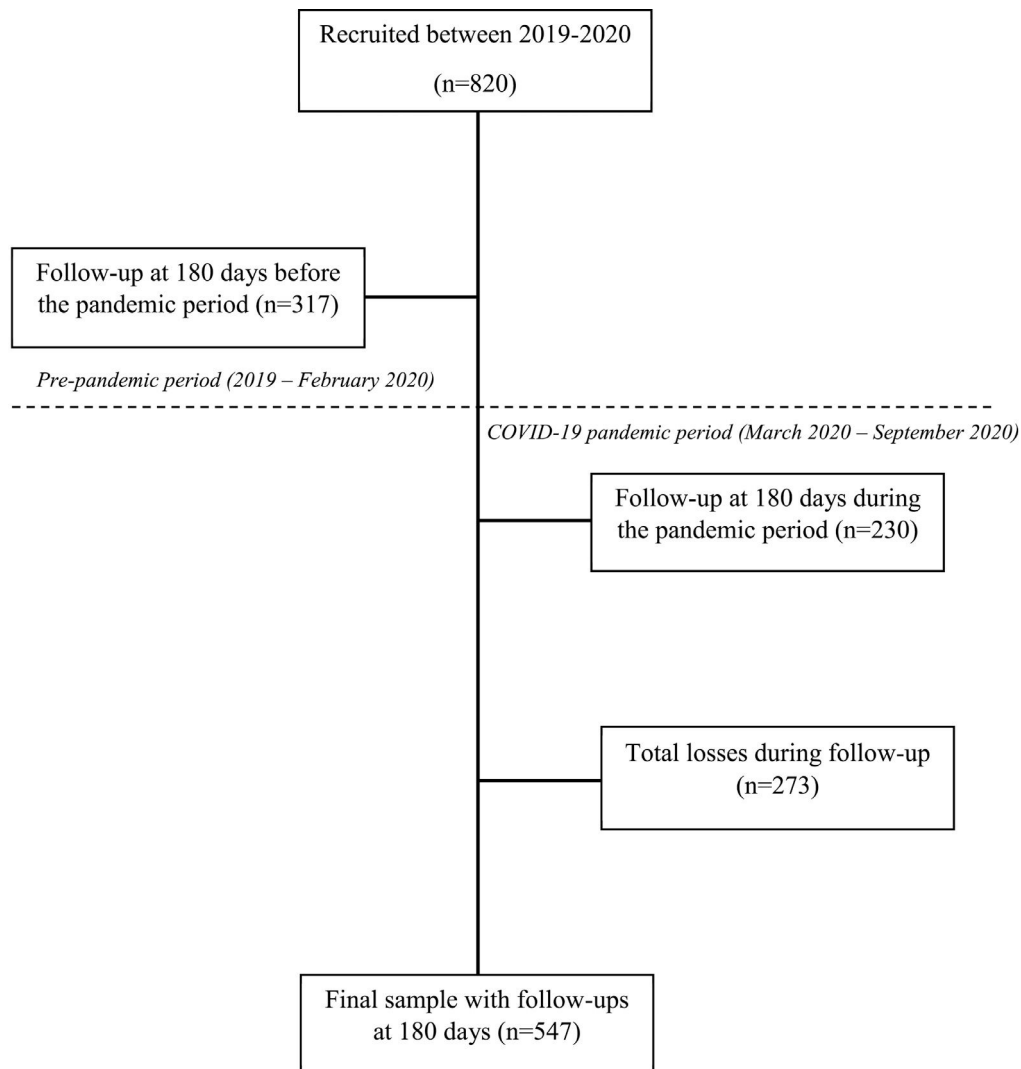 Recruited between 2019-2020
(n=820)
Follow-up at 180 days before
the pandemic period (n=317)
Pre-pandemic period (2019 – February 2020)
COVID-19 pandemic period (March 2020 – September 2020)
Follow-up at 180 days during
the pandemic period (n=230)
Total losses during follow-up
(n=273)
Final sample with follow-ups
at 180 days (n=547)